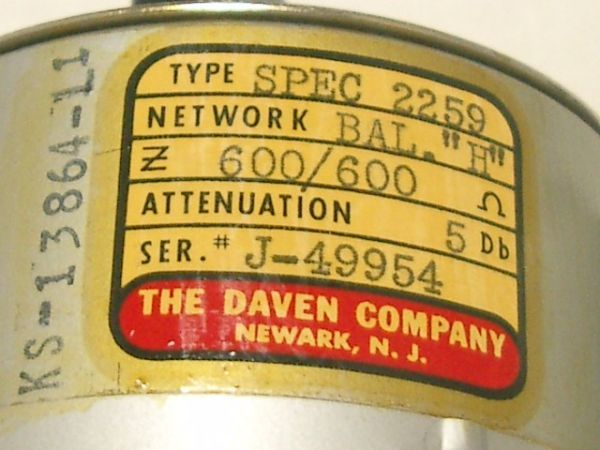 KS-13864-L1
TYPE SPEC 2259
NETWORK BAL. "H"
Z 600/600 Ω
ATTENUATION 5 Db
SER.# J-49954
THE DAVEN COMPANY
NEWARK, N. J.